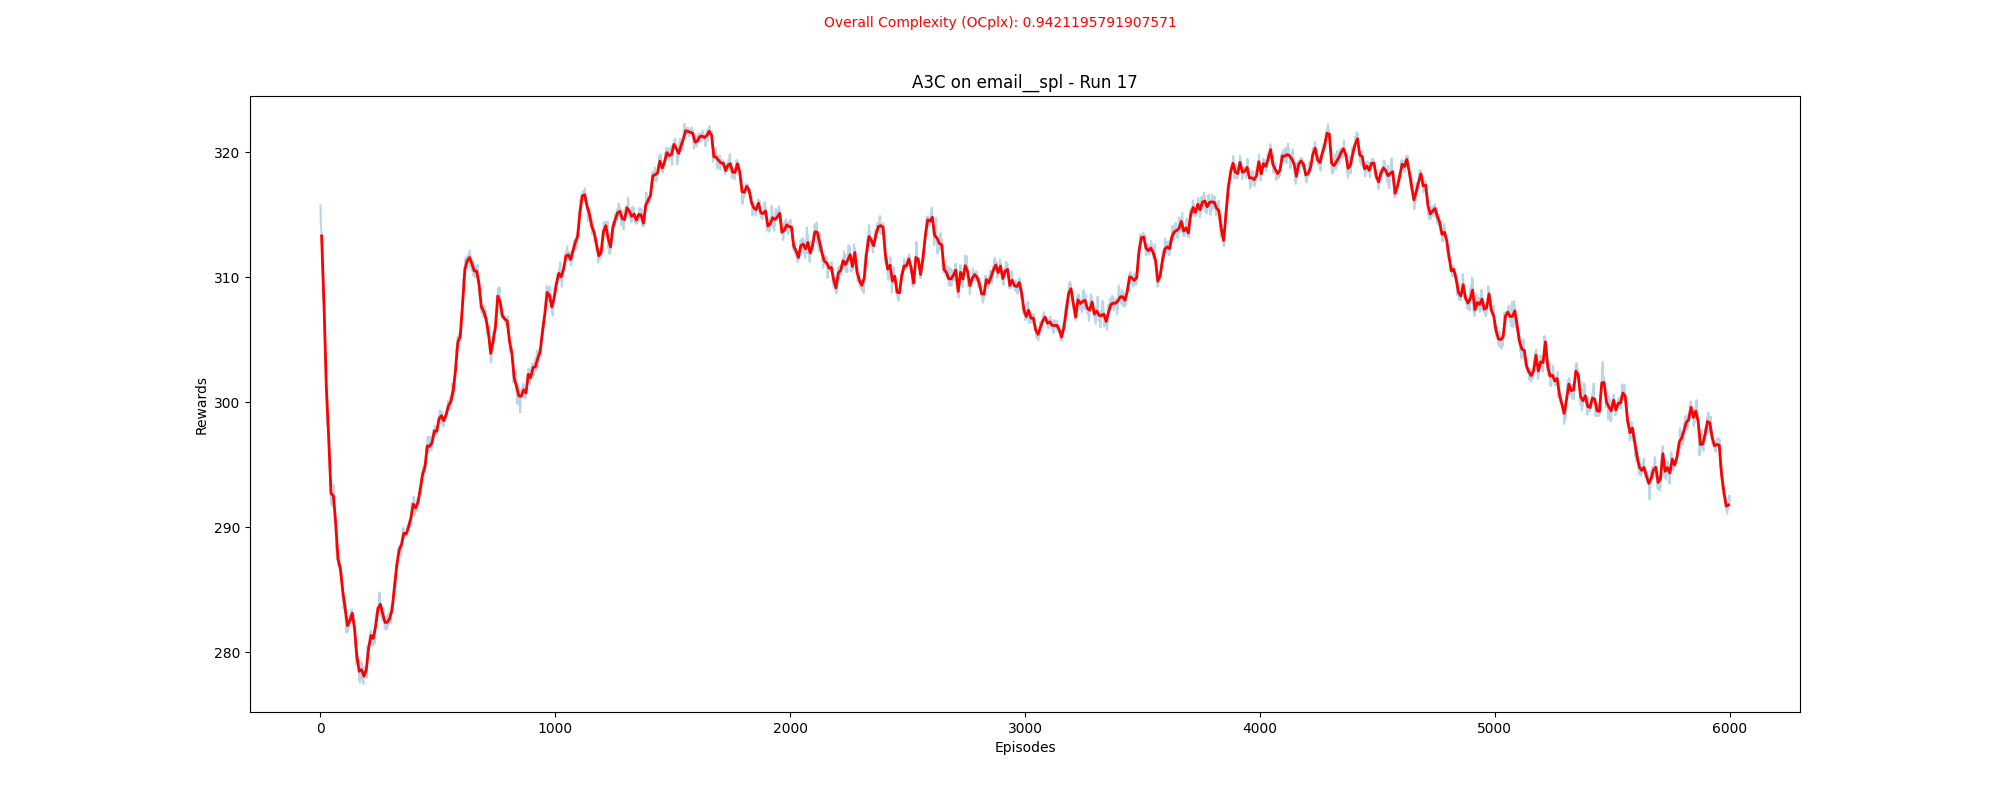 Overall Complexity (OCplx): 0.9421195791907571
A3C on email__spl - Run 17
Rewards
320
310
300
290
280
0 1000 2000 3000 4000 5000 6000
Episodes